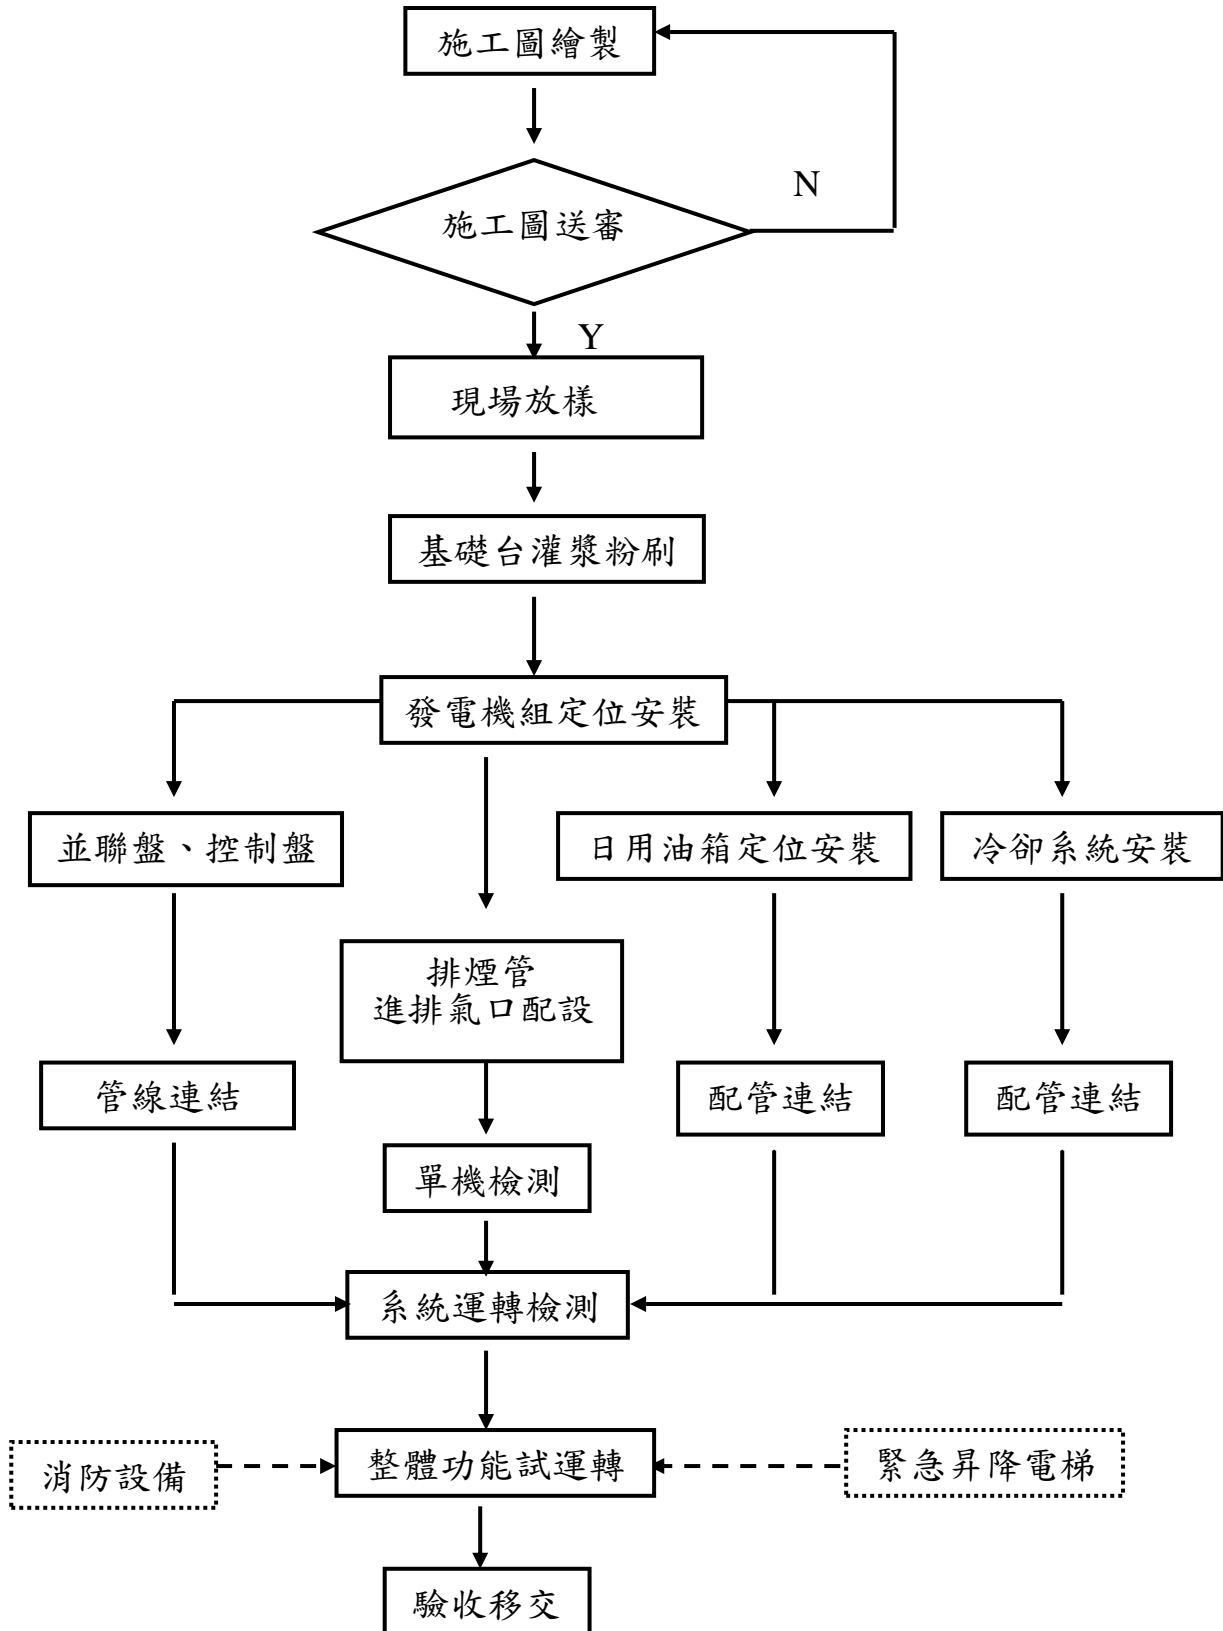 施工圖繪製
N
施工圖送審
Y
現場放樣
基礎台灌漿粉刷
發電機組定位安裝
並聯盤、控制盤
日用油箱定位安裝
冷卻系統安裝
排煙管
進排氣口配設
管線連結
配管連結
配管連結
單機檢測
系統運轉檢測
消防設備
整體功能試運轉
緊急昇降電梯
驗收移交